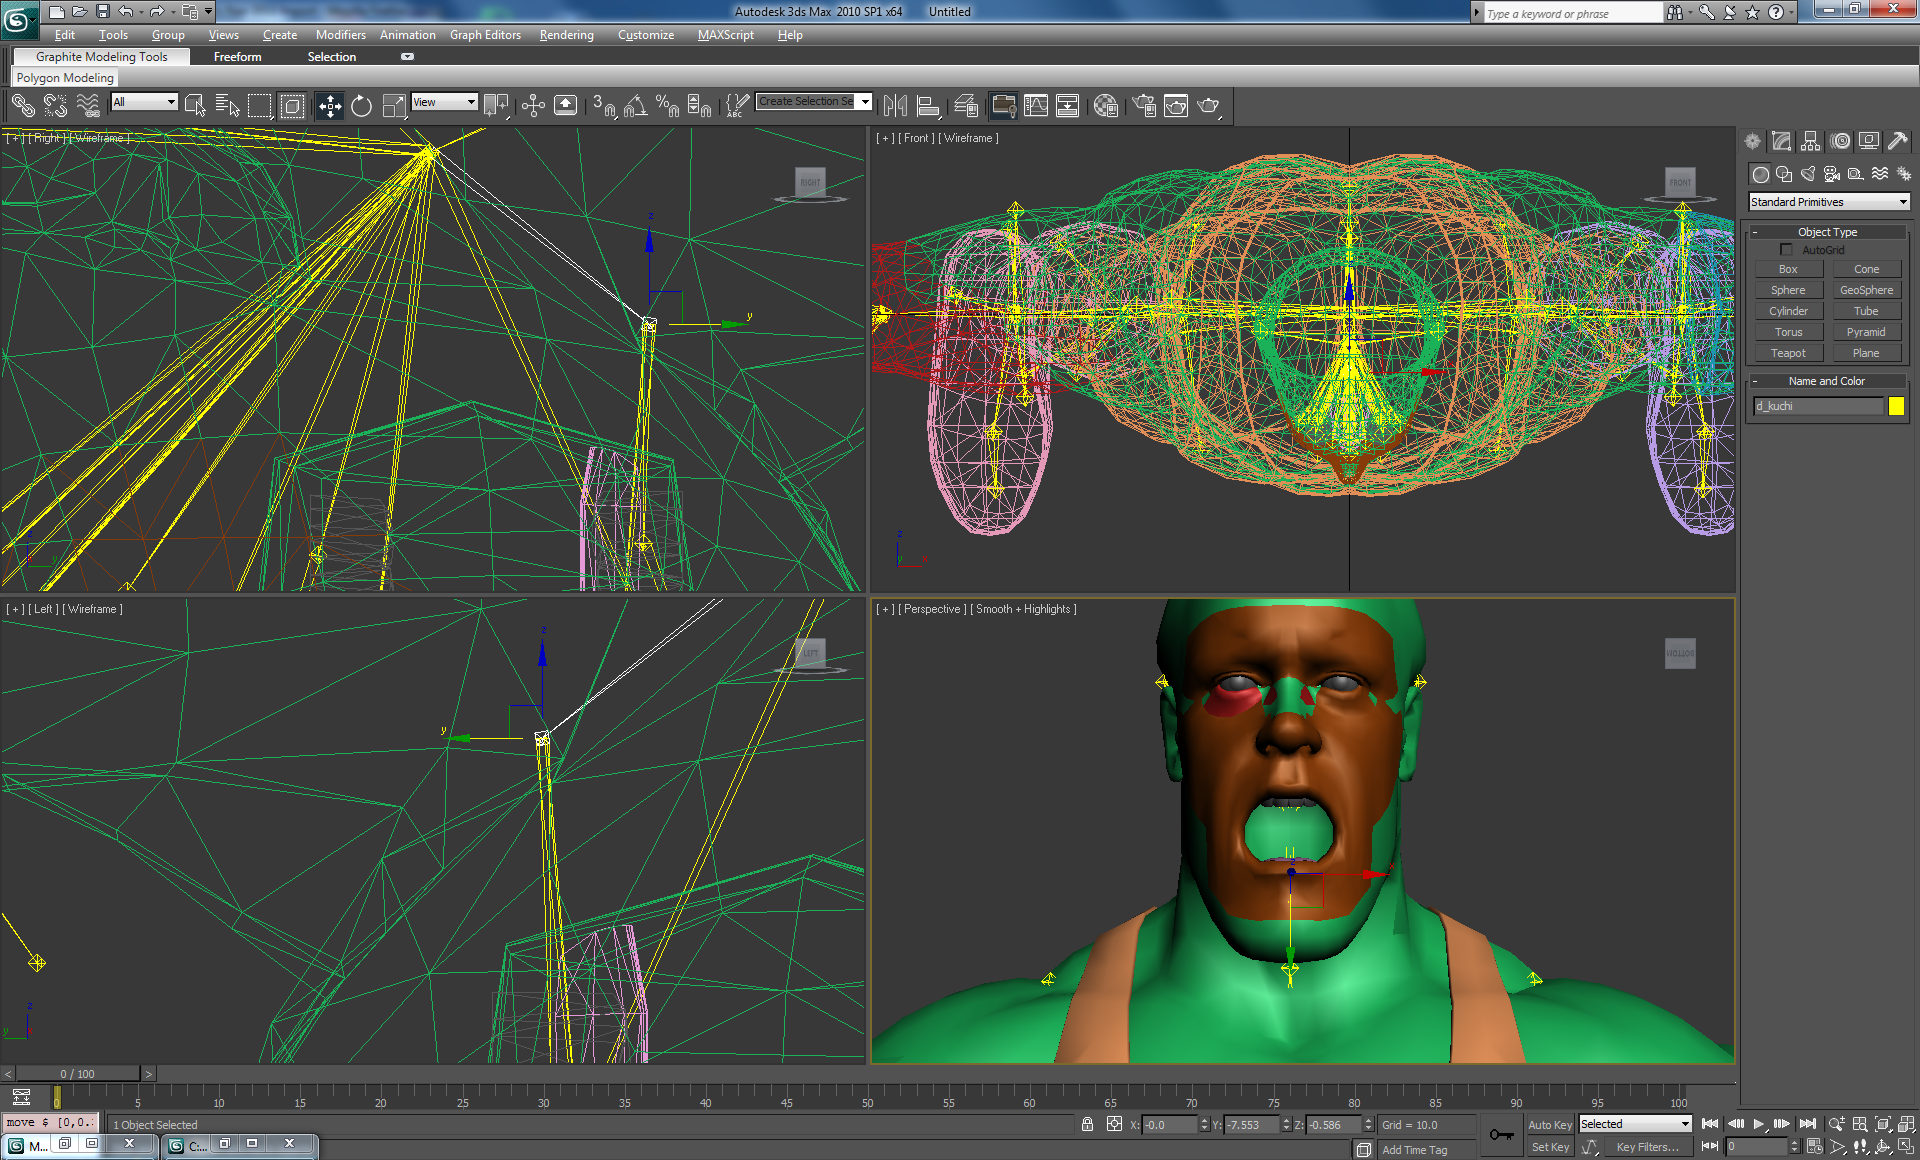 Autodesk 3ds Max 2010 SP1 x64 Untitled
Type a keyword or phrase
Edit Tools Group Views Create Modifiers Animation Graph Editors Rendering Customize MAXScript Help
Graphite Modeling Tools Freeform Selection
Polygon Modeling
All View Create Selection Se
[ + ] [ Right ] [ Wireframe ]
[ + ] [ Front ] [ Wireframe ]
RIGHT
FRONT
Standard Primitives
Object Type
AutoGrid
Box Cone
Sphere GeoSphere
Cylinder Tube
Torus Pyramid
Teapot Plane
Name and Color
d_kuchi
z
y
[ + ] [ Left ] [ Wireframe ]
[ + ] [ Perspective ] [ Smooth + Highlights ]
LEFT
BOTTOM
z
y
0 / 100
0 5 10 15 20 25 30 35 40 45 50 55 60 65 70 75 80 85 90 95 100
move $ [0,0.:
1 Object Selected
X: -0.0 Y: -7.553 Z: -0.586 Grid = 10.0
Auto Key Selected
M...
C:...
Add Time Tag
Set Key Key Filters...
0